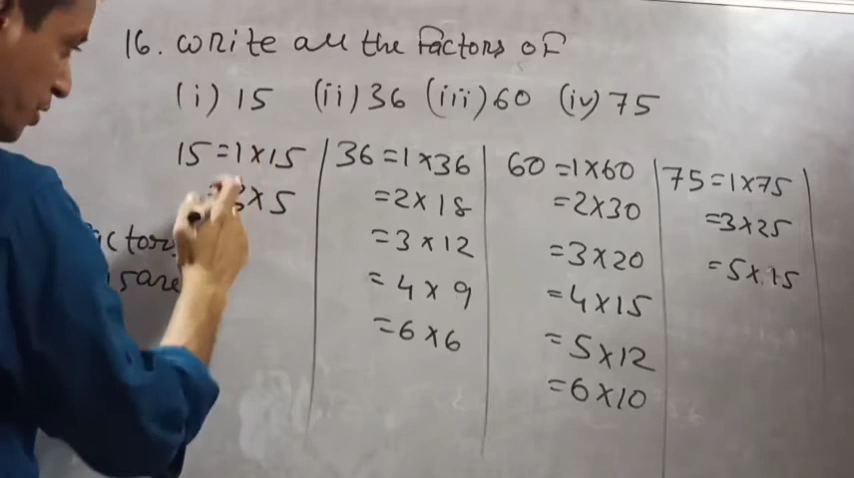 16. Write all the Factors of
(i) 15 (ii) 36 (iii) 60 (iv) 75
15 = 1 × 15
= 3 × 5
36 = 1 × 36
= 2 × 18
= 3 × 12
= 4 × 9
= 6 × 6
60 = 1 × 60
= 2 × 30
= 3 × 20
= 4 × 15
= 5 × 12
= 6 × 10
75 = 1 × 75
= 3 × 25
= 5 × 15